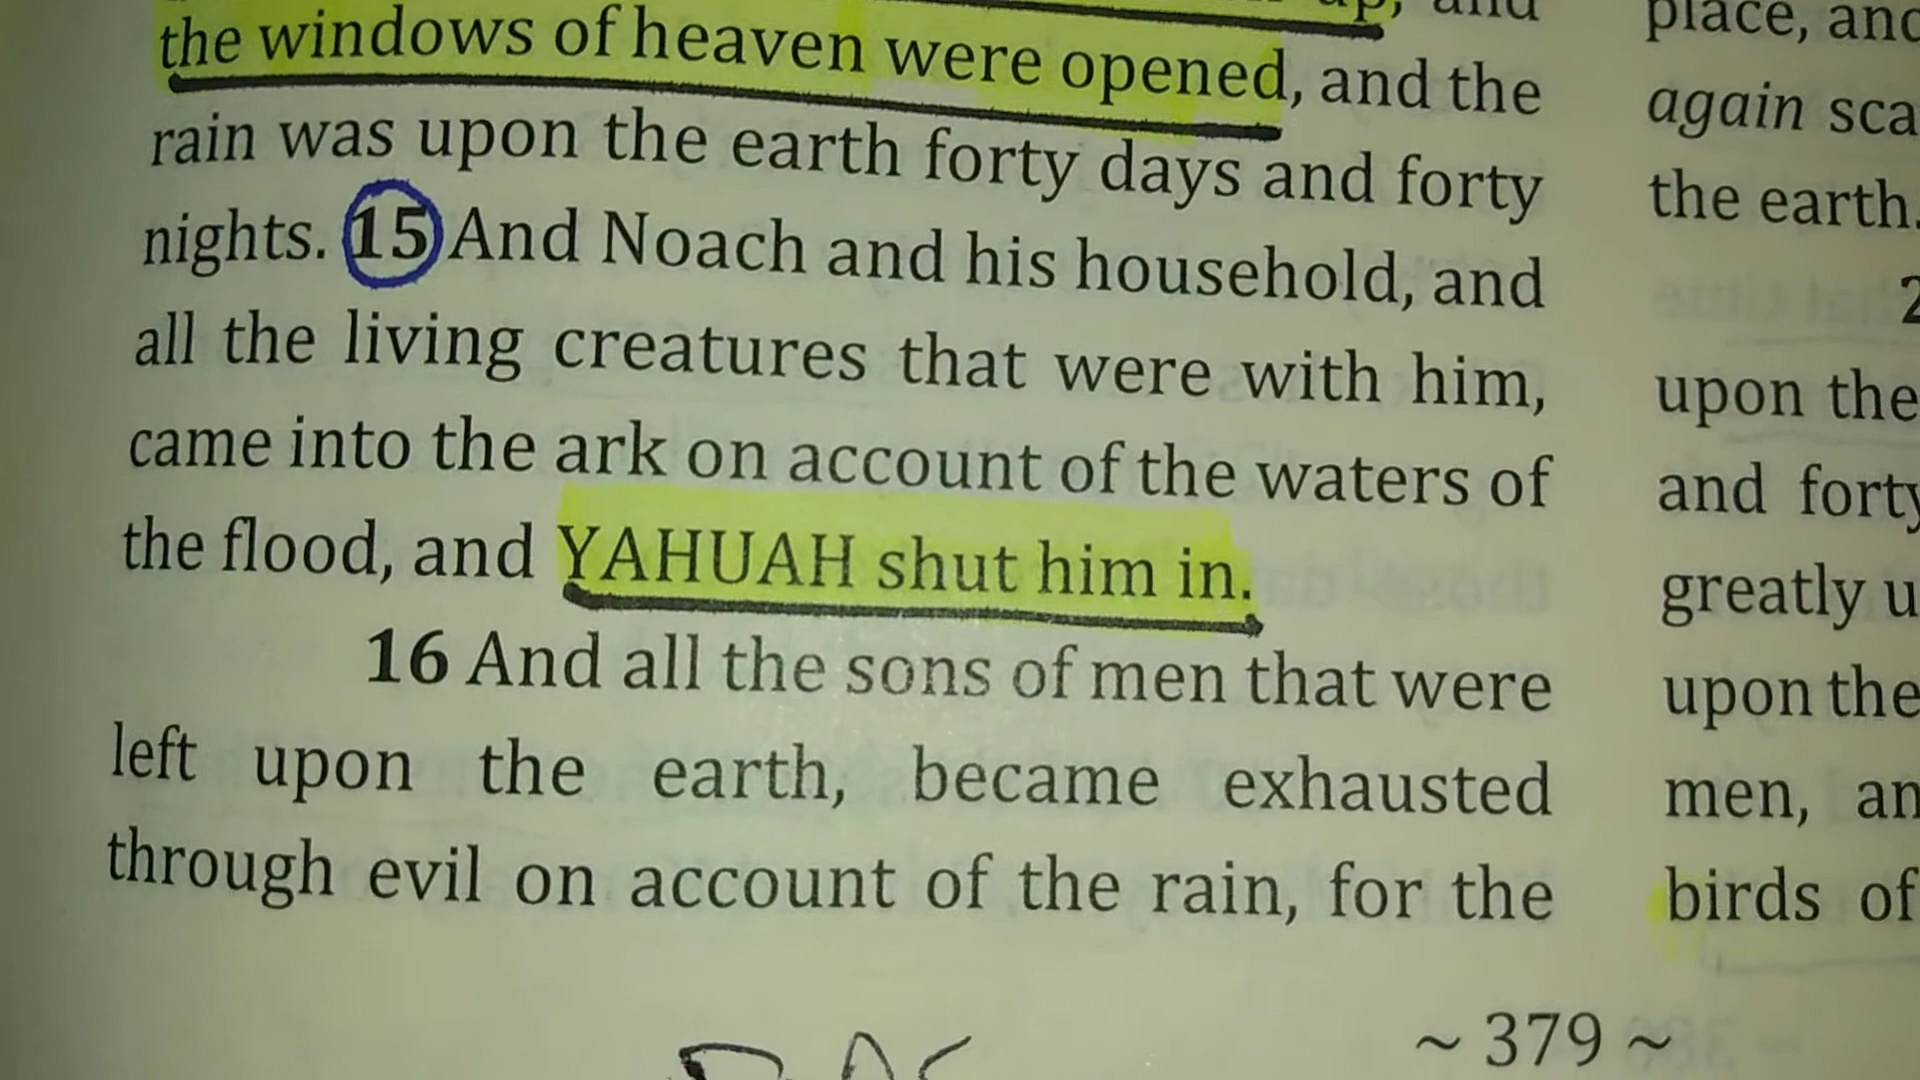 up, and
the windows of heaven were opened, and the
rain was upon the earth forty days and forty
nights. 15 And Noach and his household, and
all the living creatures that were with him,
came into the ark on account of the waters of
the flood, and YAHUAH shut him in.
16 And all the sons of men that were
left upon the earth, became exhausted
through evil on account of the rain, for the
place, and
again
the earth.
2
upon the
and forty
greatly
upon the
men,
birds of
~ 379 ~